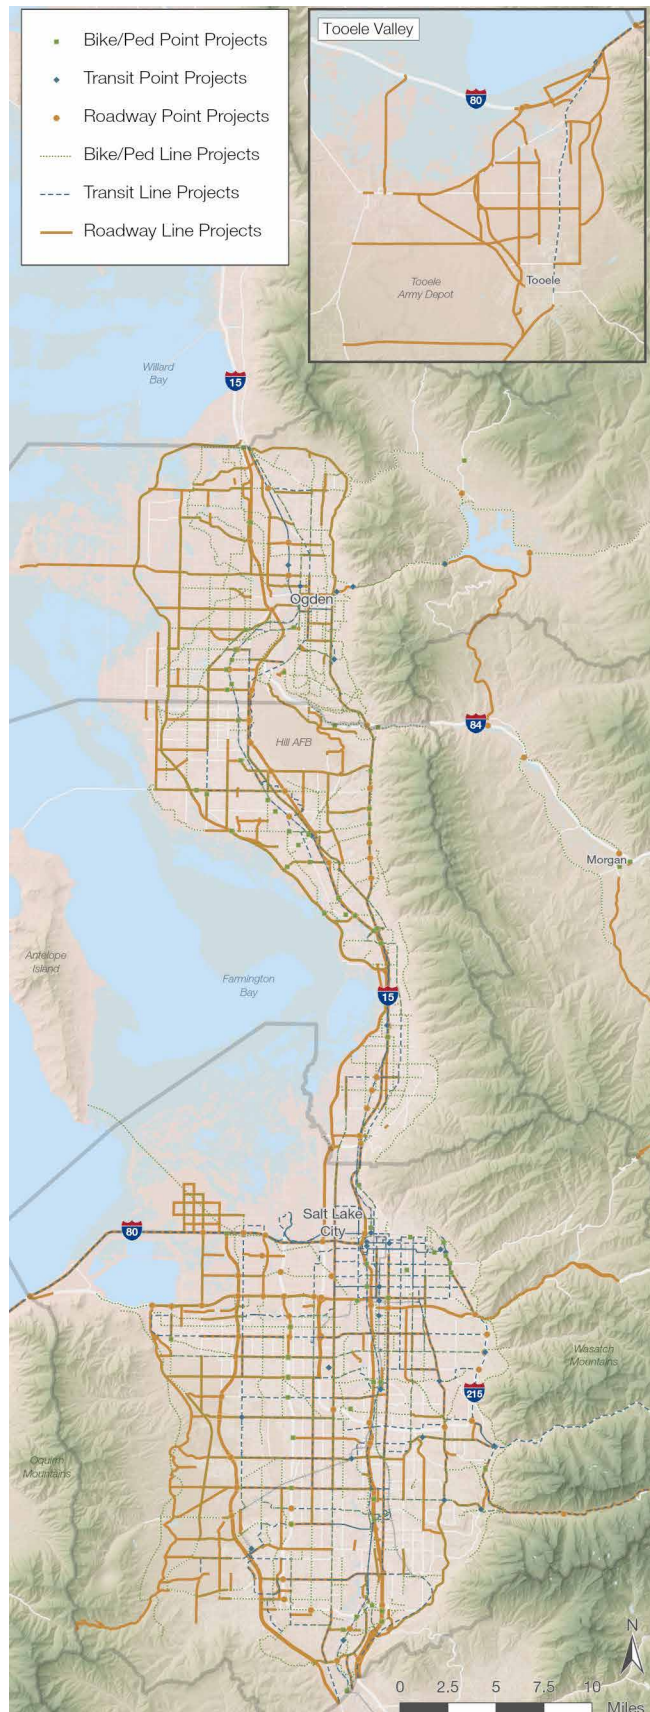 Bike/Ped Point Projects
Transit Point Projects
Roadway Point Projects
Bike/Ped Line Projects
Transit Line Projects
Roadway Line Projects
Tooele Valley
80
Tooele
Army Depot
Tooele
Willard
Bay
15
Ogden
84
Hill AFB
Morgan
Antelope
Island
Farmington
Bay
15
Salt Lake
City
80
Wasatch
Mountains
215
Oquirrh
Mountains
N
0 2.5 5 7.5 10
Miles